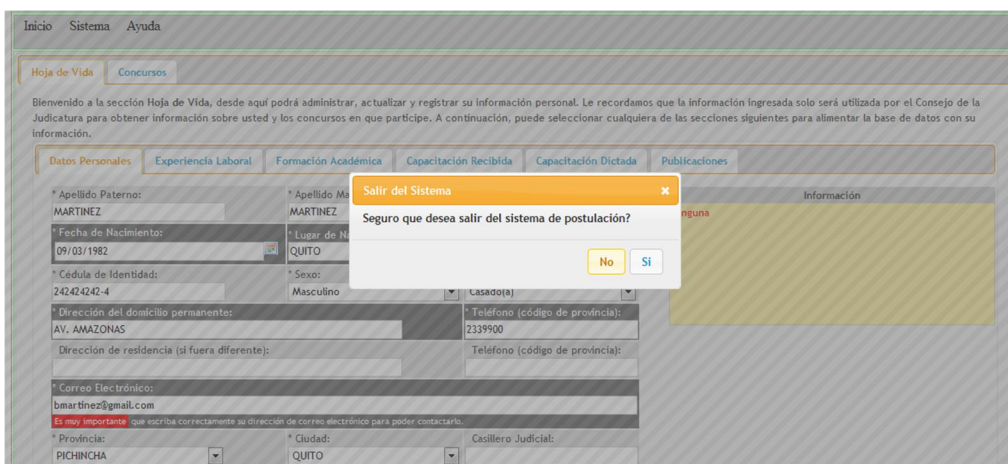 Inicio Sistema Ayuda
Hoja de Vida Concursos
Bienvenido a la sección Hoja de Vida, desde aquí podrá administrar, actualizar y registrar su información personal. Le recordamos que la información ingresada solo será utilizada por el Consejo de la
Judicatura para obtener información sobre usted y los concursos en que participe. A continuación, puede seleccionar cualquiera de las secciones siguientes para alimentar la base de datos con su
información.
Datos Personales Experiencia Laboral Formación Académica Capacitación Recibida Capacitación Dictada Publicaciones
Salir del Sistema
Seguro que desea salir del sistema de postulación?
No Si
* Apellido Paterno: * Apellido
MARTINEZ MARTINEZ
Información
* Fecha de Nacimiento: * Lugar de
09/03/1982 QUITO
* Cédula de Identidad: * Sexo:
242424242-4 Masculino Casado(a)
* Dirección del domicilio permanente: * Teléfono (código de provincia):
AV. AMAZONAS 2339900
Dirección de residencia (si fuera diferente): Teléfono (código de provincia):
* Correo Electrónico:
bmartinez@gmail.com
Es muy importante que escriba correctamente su dirección de correo electrónico para poder contactarlo.
* Provincia: * Ciudad: Casillero Judicial:
PICHINCHA QUITO